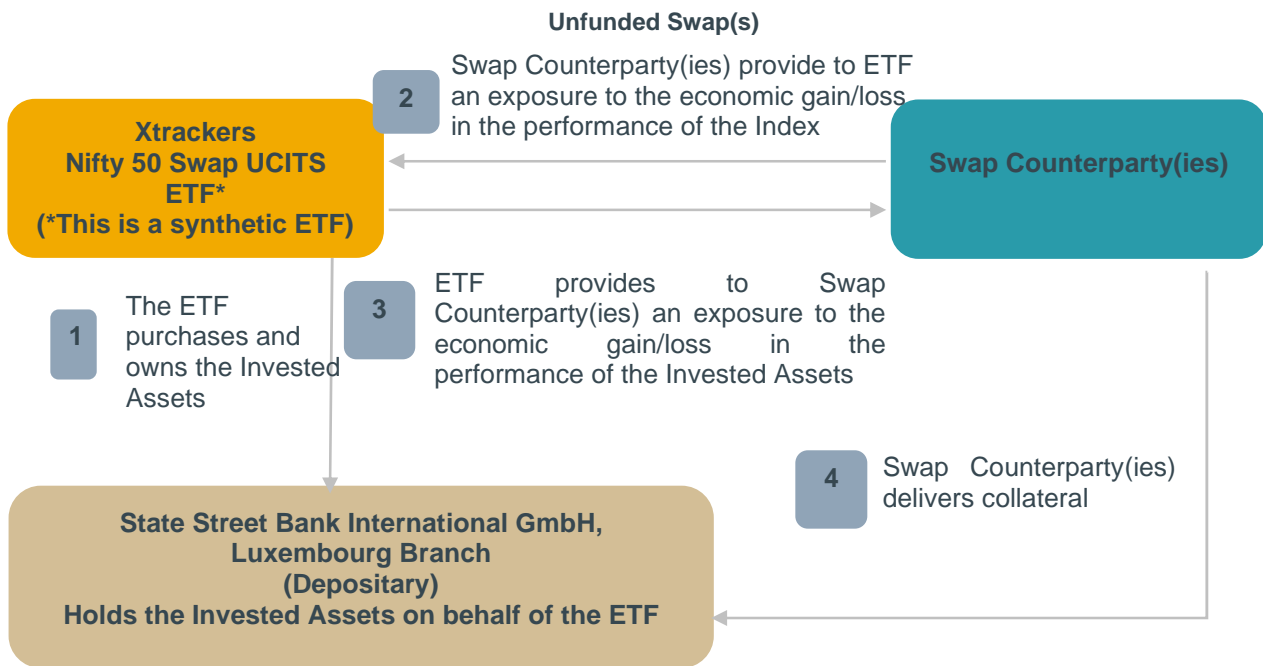 Unfunded Swap(s)
2
Swap Counterparty(ies) provide to ETF
an exposure to the economic gain/loss
in the performance of the Index
Xtrackers
Nifty 50 Swap UCITS
ETF*
(*This is a synthetic ETF)
Swap Counterparty(ies)
1
The ETF
purchases and
owns the Invested
Assets
3
ETF provides to Swap
Counterparty(ies) an exposure to the
economic gain/loss in the
performance of the Invested Assets
4
Swap Counterparty(ies)
delivers collateral
State Street Bank International GmbH,
Luxembourg Branch
(Depositary)
Holds the Invested Assets on behalf of the ETF